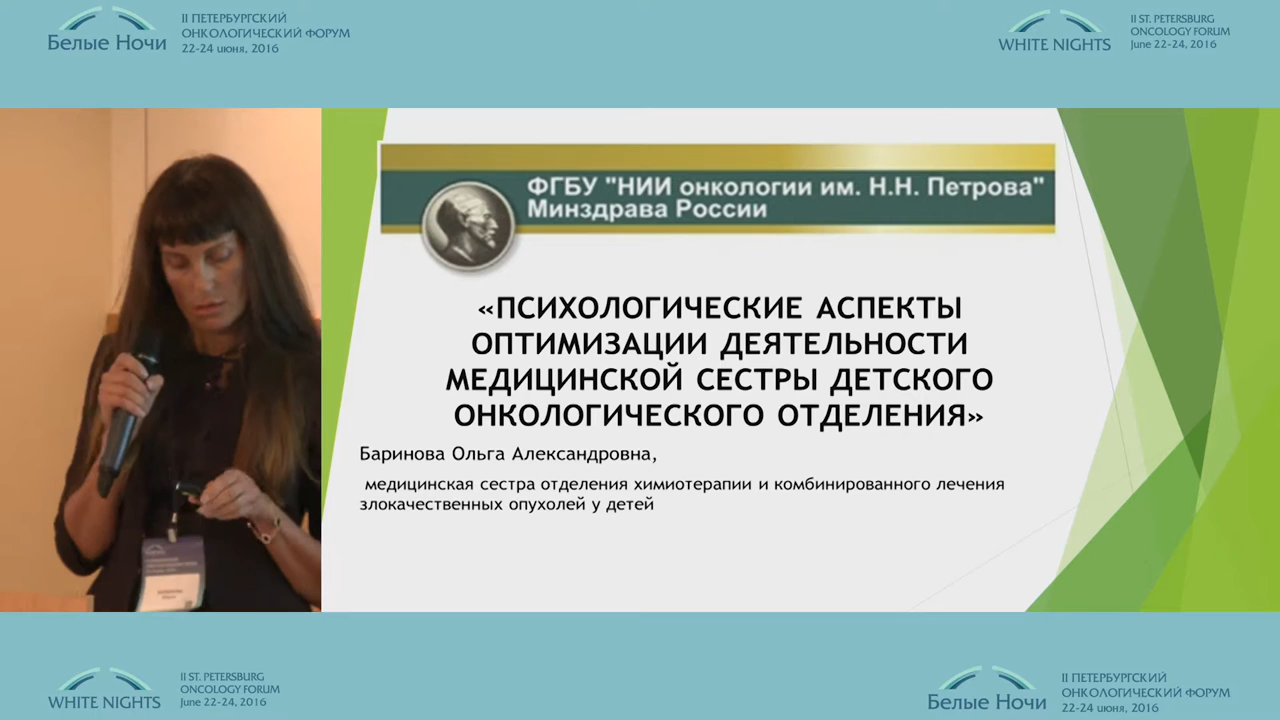 Белые Ночи
II ПЕТЕРБУРГСКИЙ
ОНКОЛОГИЧЕСКИЙ ФОРУМ
22-24 июня, 2016
WHITE NIGHTS
II ST. PETERSBURG
ONCOLOGY FORUM
June 22-24, 2016
ФГБУ "НИИ онкологии им. Н.Н. Петрова"
Минздрава России
«ПСИХОЛОГИЧЕСКИЕ АСПЕКТЫ
ОПТИМИЗАЦИИ ДЕЯТЕЛЬНОСТИ
МЕДИЦИНСКОЙ СЕСТРЫ ДЕТСКОГО
ОНКОЛОГИЧЕСКОГО ОТДЕЛЕНИЯ»
Баринова Ольга Александровна,
медицинская сестра отделения химиотерапии и комбинированного лечения
злокачественных опухолей у детей
WHITE NIGHTS
II ST. PETERSBURG
ONCOLOGY FORUM
June 22-24, 2016
Белые Ночи
II ПЕТЕРБУРГСКИЙ
ОНКОЛОГИЧЕСКИЙ ФОРУМ
22-24 июня, 2016